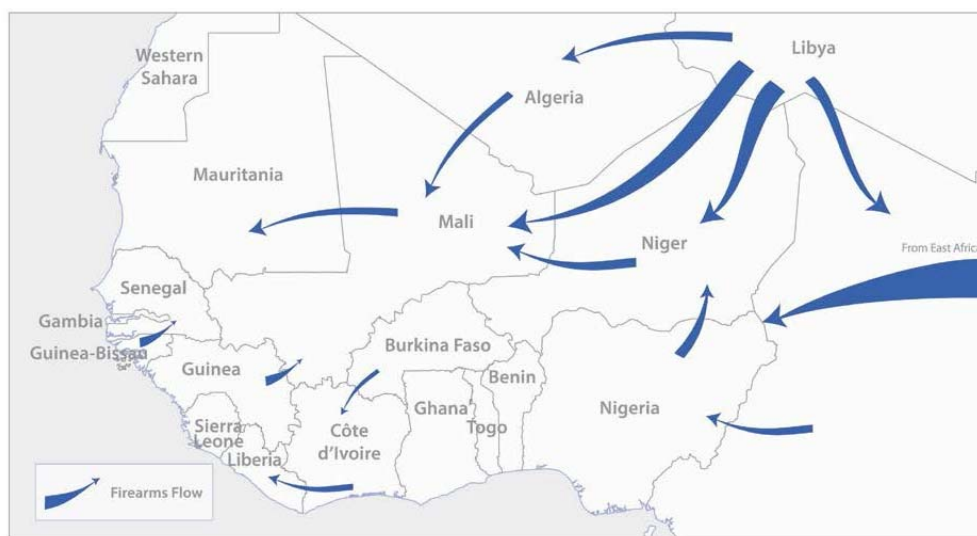 Western
Sahara
Libya
Algeria
Mauritania
Mali
Niger
From East Africa
Senegal
Gambia
Guinea-Bissau
Guinea
Burkina Faso
Benin
Ghana
Togo
Nigeria
Sierra
Leone
Côte
d'Ivoire
Liberia
Firearms Flow